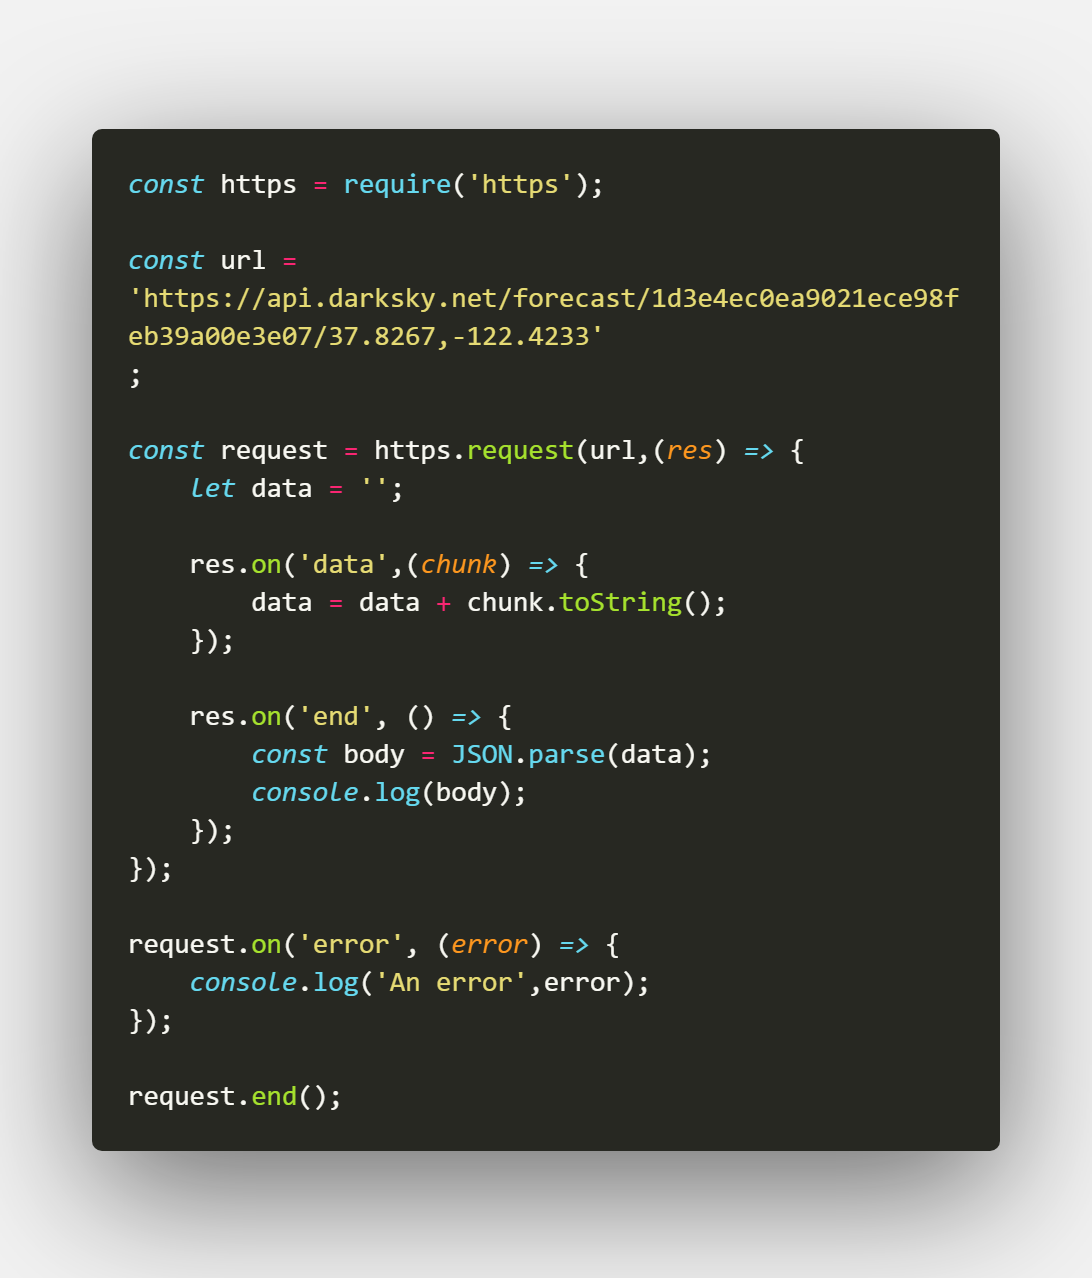 const https = require('https');
const url =
'https://api.darksky.net/forecast/1d3e4ec0ea9021ece98f
eb39a00e3e07/37.8267,-122.4233'
;
const request = https.request(url,(res) => {
    let data = '';
    res.on('data',(chunk) => {
        data = data + chunk.toString();
    });
    res.on('end', () => {
        const body = JSON.parse(data);
        console.log(body);
    });
});
request.on('error', (error) => {
    console.log('An error',error);
});
request.end();